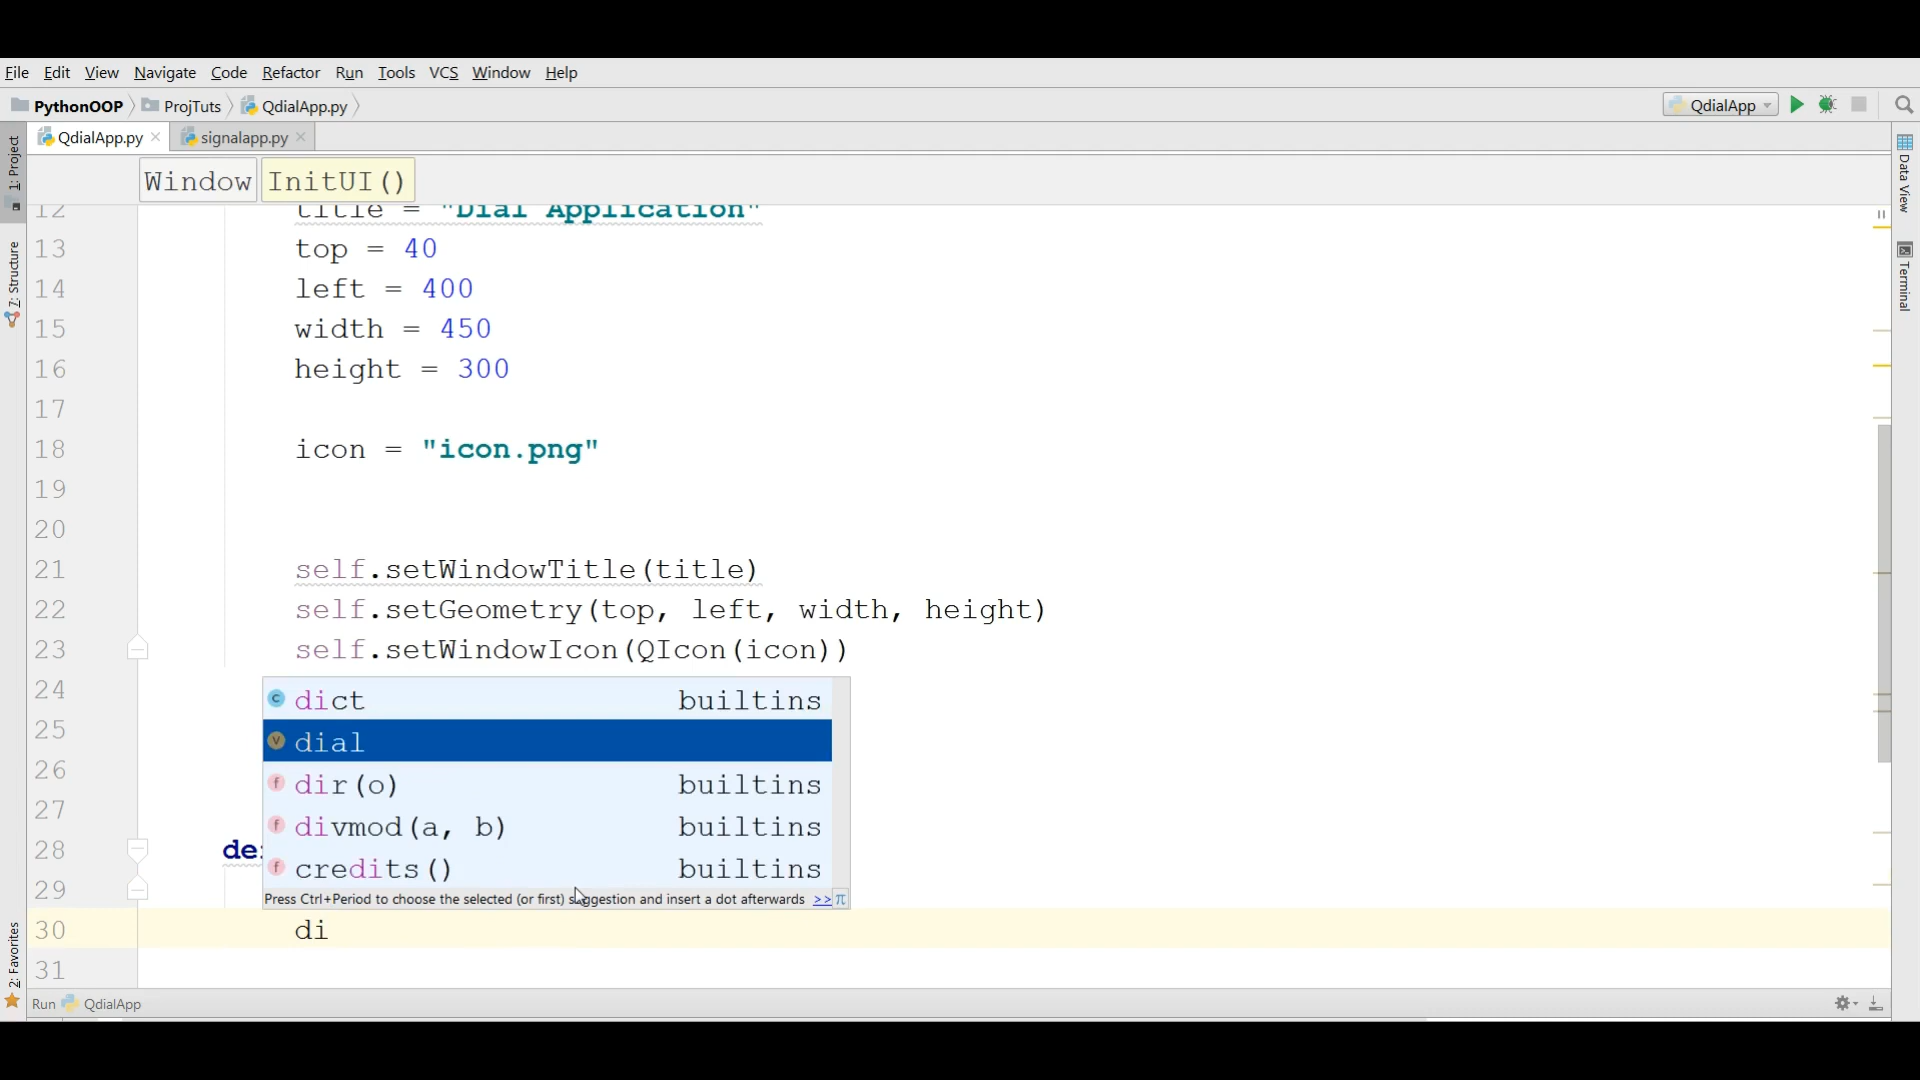 File Edit View Navigate Code Refactor Run Tools VCS Window Help
PythonOOP ProjTuts QdialApp.py QdialApp
QdialApp.py signalapp.py
Window InitUI()
1: Project
7: Structure
2: Favorites
Data View
Terminal
12 title = "Dial Application"
13 top = 40
14 left = 400
15 width = 450
16 height = 300
17
18 icon = "icon.png"
19
20
21 self.setWindowTitle(title)
22 self.setGeometry(top, left, width, height)
23 self.setWindowIcon(QIcon(icon))
24 dict builtins
25 dial
26 dir(o) builtins
27 divmod(a, b) builtins
28 de
credits() builtins
29 Press Ctrl+Period to choose the selected (or first) suggestion and insert a dot afterwards >> π
30 di
31
Run QdialApp